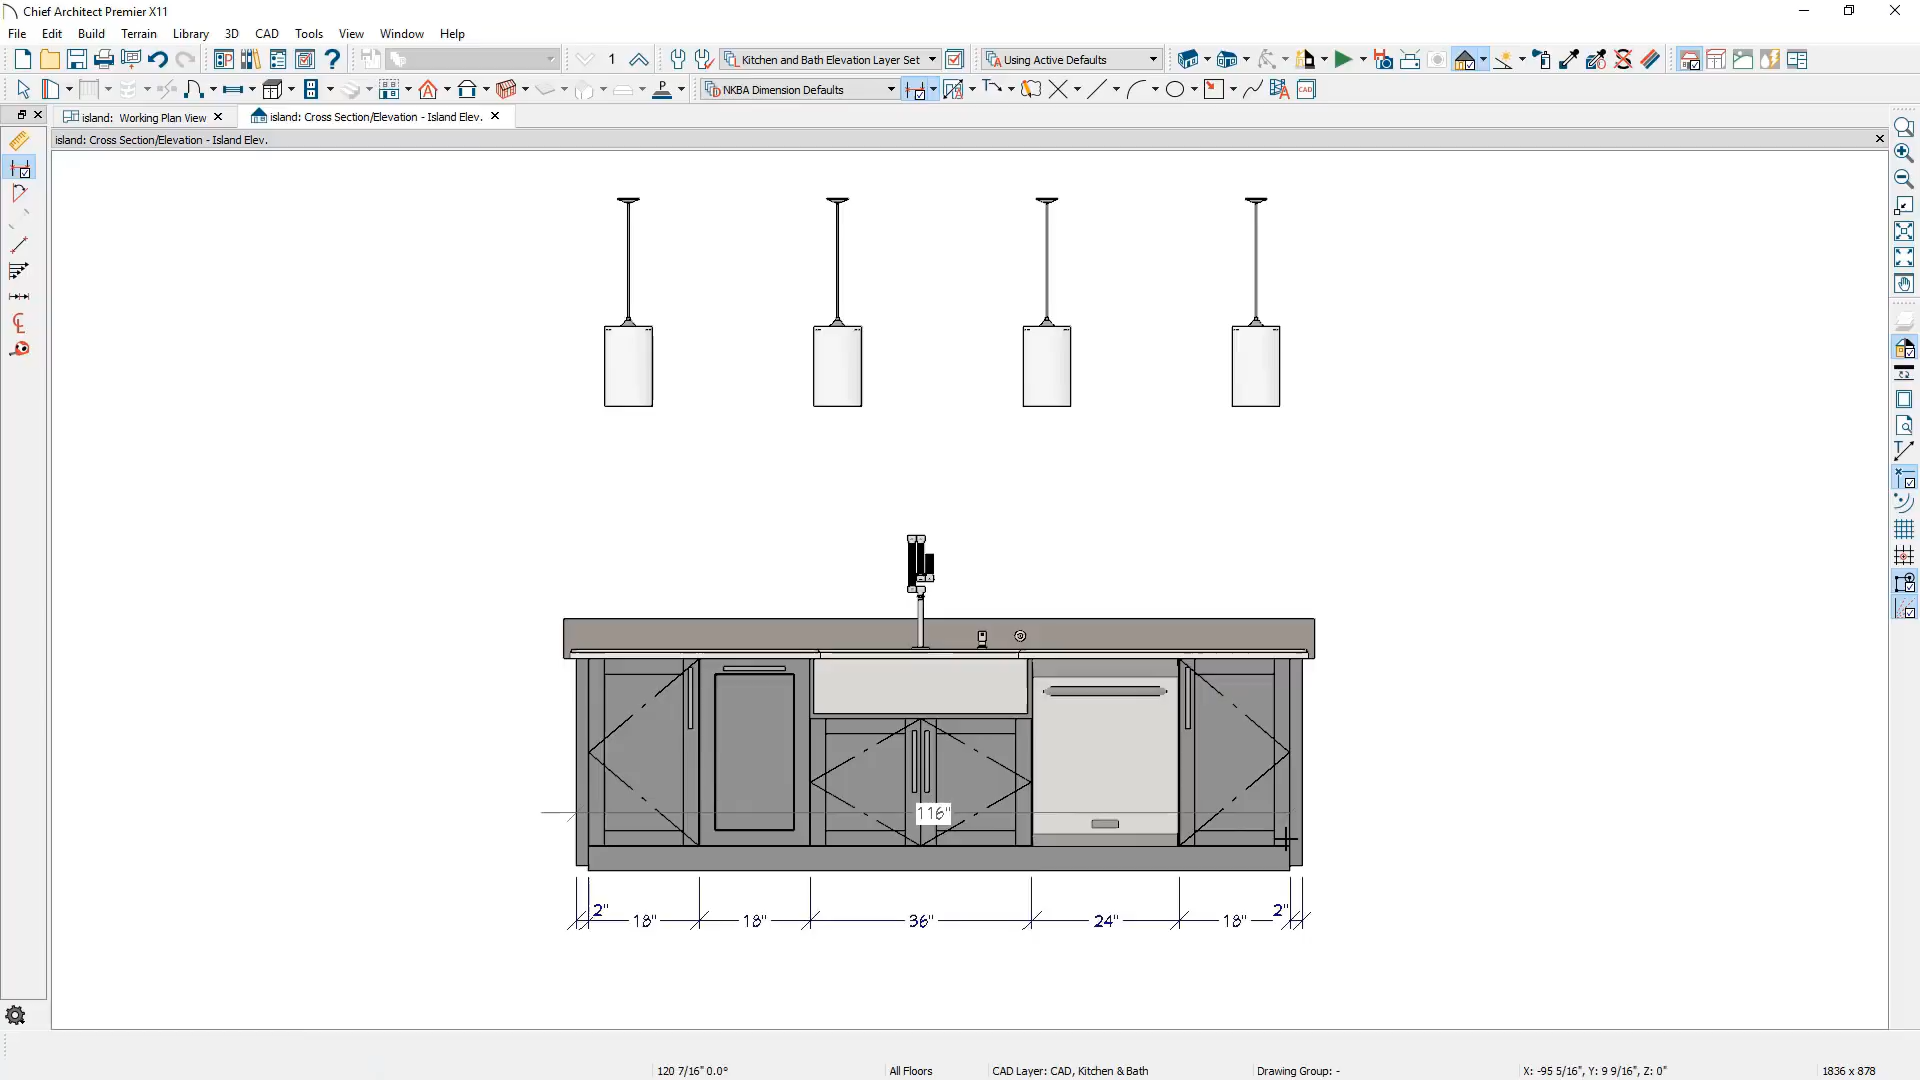 Chief Architect Premier X11
File Edit Build Terrain Library 3D CAD Tools View Window Help
1 Kitchen and Bath Elevation Layer Set Using Active Defaults
NKBA Dimension Defaults
island: Working Plan View island: Cross Section/Elevation - Island Elev.
island: Cross Section/Elevation - Island Elev.
116"
2" 18" 18" 36" 24" 18" 2"
120 7/16" 0.0° All Floors CAD Layer: CAD, Kitchen & Bath Drawing Group: - X: -95 5/16", Y: 9 9/16", Z: 0" 1836 x 878